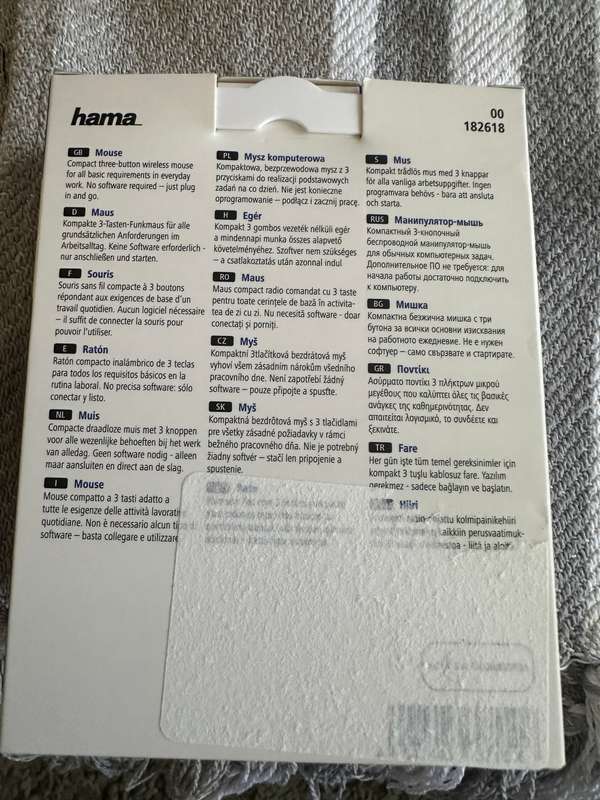 hama
00
182618
GB Mouse
Compact three-button wireless mouse
for all basic requirements in everyday
work. No software required – just plug
in and go.
D Maus
Kompakte 3-Tasten-Funkmaus für alle
grundsätzlichen Anforderungen im
Arbeitsalltag. Keine Software erforderlich -
nur anschließen und starten.
F Souris
Souris sans fil compacte à 3 boutons
répondant aux exigences de base d'un
travail quotidien. Aucun logiciel nécessaire
– il suffit de connecter la souris pour
pouvoir l'utiliser.
E Ratón
Ratón compacto inalámbrico de 3 teclas
para todos los requisitos básicos en la
rutina laboral. No precisa software: sólo
conectar y listo.
NL Muis
Compacte draadloze muis met 3 knoppen
voor alle wezenlijke behoeften bij het werk
van alledag. Geen software nodig - alleen
maar aansluiten en direct aan de slag.
I Mouse
Mouse compatto a 3 tasti adatto a
tutte le esigenze delle attività lavorati
quotidiane. Non è necessario alcun
software – basta collegare e utilizzare
PL Mysz komputerowa
Kompaktowa, bezprzewodowa mysz z 3
przyciskami do realizacji podstawowych
zadań na co dzień. Nie jest konieczne
oprogramowanie – podłącz i zacznij pracę.
H Egér
Kompakt 3 gombos vezeték nélküli egér
a mindennapi munka összes alapvető
követelményéhez. Szoftver nem szükséges
– a csatlakoztatás után azonnal indul
RO Maus
Maus compact radio comandat cu 3 taste
pentru toate cerințele de bază în activita-
tea de zi cu zi. Nu necesită software - doar
conectați și porniți.
CZ Myš
Kompaktní 3tlačítková bezdrátová myš
vyhoví všem zásadním nárokům všedního
pracovního dne. Není zapotřebí žádný
software – pouze připojte a spusťte.
SK Myš
Kompaktná bezdrôtová myš s 3 tlačidlami
pre všetky zásadné požiadavky v rámci
bežného pracovného dňa. Nie je potrebný
žiadny softvér – stačí len pripojenie a
spustenie.
S Mus
Kompakt trådlös mus med 3 knappar
för alla vanliga arbetsuppgifter. Ingen
programvara behövs - bara att ansluta
och starta.
RUS Манипулятор-мышь
Компактный 3-кнопочный
беспроводной манипулятор-мышь
для обычных компьютерных задач.
Дополнительное ПО не требуется: для
начала работы достаточно подключить
к компьютеру.
BG Мишка
Компактна безжична мишка с три
бутона за всички основни изисквания
на работното ежедневие. Не е нужен
софтуер – само свързвате и стартирате.
GR Ποντίκι
Ασύρματο ποντίκι 3 πλήκτρων μικρού
μεγέθους που καλύπτει όλες τις βασικές
ανάγκες της καθημερινότητας. Δεν
απαιτείται λογισμικό, το συνδέετε και
ξεκινάτε.
TR Fare
Her gün işte tüm temel gereksinimler için
kompakt 3 tuşlu kablosuz fare. Yazılım
gerekmez - sadece bağlayın ve başlatın.
Hiiri
kolmipainikehiiri
kaikkiin perusvaatimuk-
liitä ja aloita